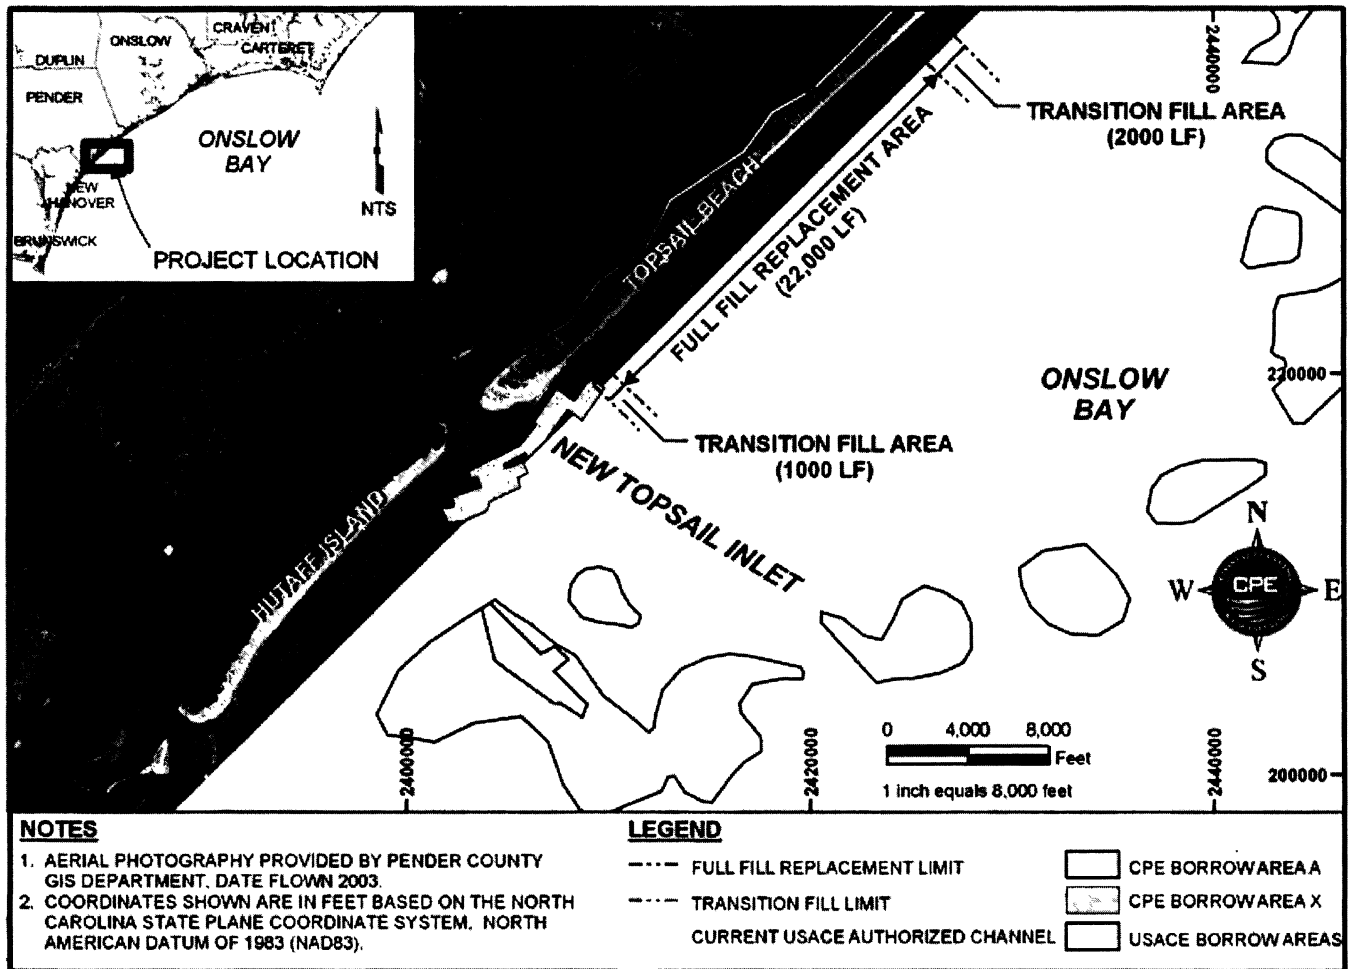 CRAVEN
ONSLOW
CARTERET
DUPLIN
PENDER
ONSLOW
BAY
NEW
HANOVER
NTS
BRUNSWICK
PROJECT LOCATION
2440000
TRANSITION FILL AREA
(2000 LF)
TOPSAIL BEACH
FULL FILL REPLACEMENT AREA
(22,000 LF)
ONSLOW
BAY
220000
TRANSITION FILL AREA
(1000 LF)
NEW TOPSAIL INLET
HUTAFF ISLAND
N
W
CPE
E
S
0 4,000 8,000
Feet
1 inch equals 8,000 feet
2400000
2420000
2440000
200000
NOTES
1. AERIAL PHOTOGRAPHY PROVIDED BY PENDER COUNTY
GIS DEPARTMENT, DATE FLOWN 2003.
2. COORDINATES SHOWN ARE IN FEET BASED ON THE NORTH
CAROLINA STATE PLANE COORDINATE SYSTEM. NORTH
AMERICAN DATUM OF 1983 (NAD83).
LEGEND
FULL FILL REPLACEMENT LIMIT
TRANSITION FILL LIMIT
CURRENT USACE AUTHORIZED CHANNEL
CPE BORROW AREA A
CPE BORROW AREA X
USACE BORROW AREAS